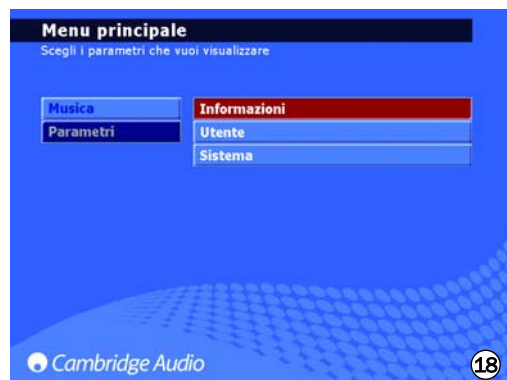 Menu principale
Scegli i parametri che vuoi visualizzare
Musica
Parametri
Informazioni
Utente
Sistema
Cambridge Audio
18